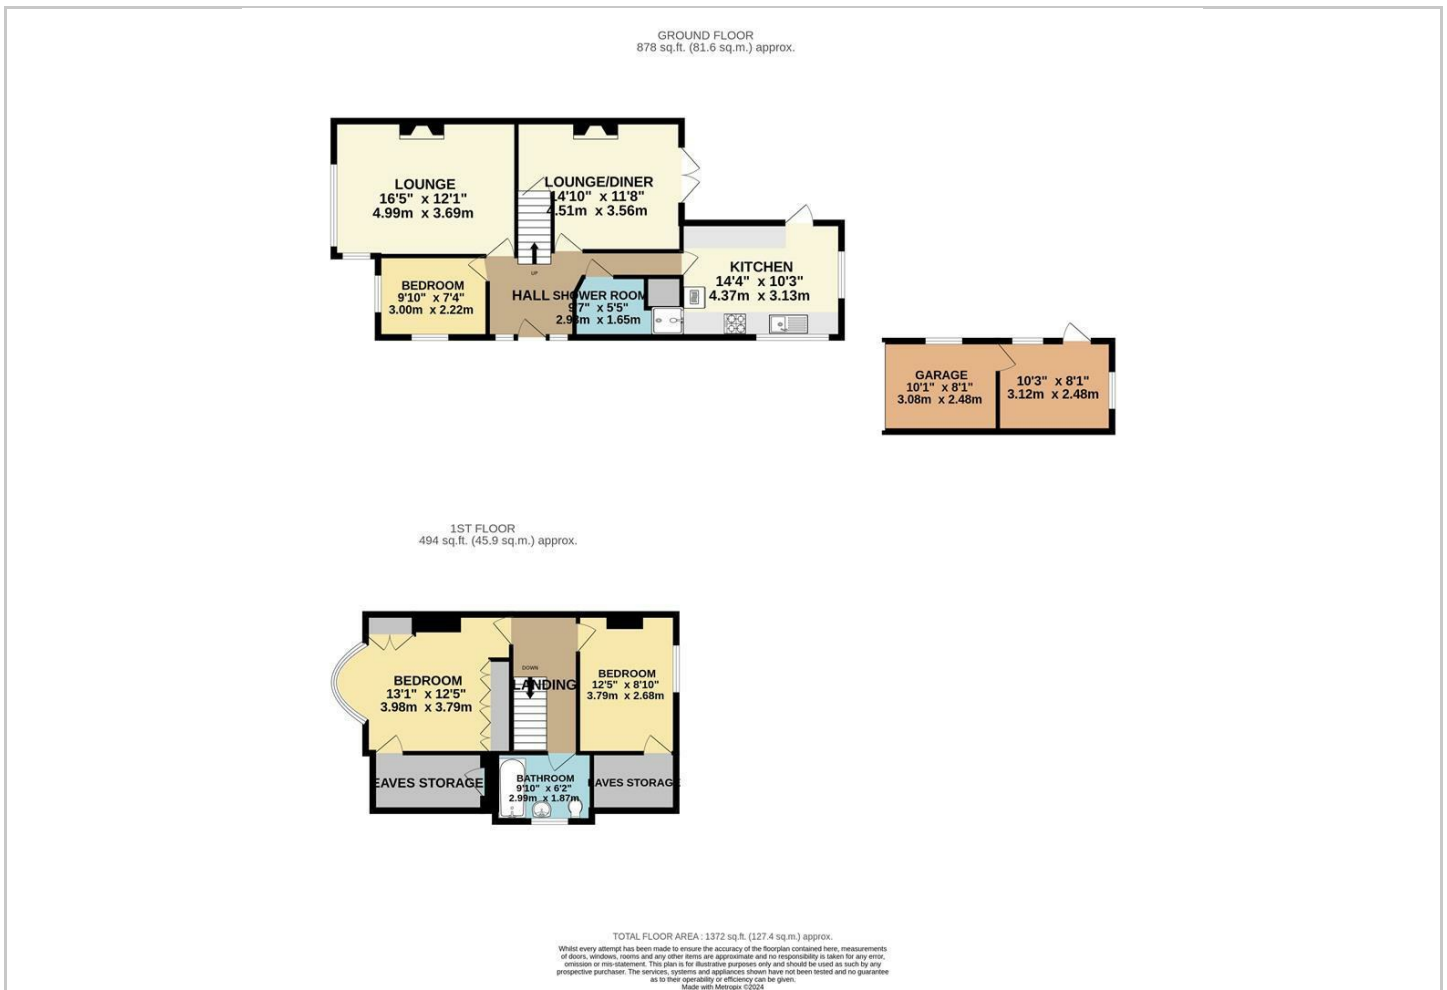 GROUND FLOOR
878 sq.ft. (81.6 sq.m.) approx.
LOUNGE
16'5" x 12'1"
4.99m x 3.69m
LOUNGE/DINER
14'10" x 11'8"
4.51m x 3.56m
KITCHEN
14'4" x 10'3"
4.37m x 3.13m
BEDROOM
9'10" x 7'4"
3.00m x 2.22m
UP
HALL
SHOWER ROOM
9'7" x 5'5"
2.93m x 1.65m
GARAGE
10'1" x 8'1"
3.08m x 2.48m
10'3" x 8'1"
3.12m x 2.48m
1ST FLOOR
494 sq.ft. (45.9 sq.m.) approx.
BEDROOM
13'1" x 12'5"
3.98m x 3.79m
DOWN
LANDING
BEDROOM
12'5" x 8'10"
3.79m x 2.68m
EAVES STORAGE
BATHROOM
9'10" x 6'2"
2.99m x 1.87m
EAVES STORAGE
TOTAL FLOOR AREA : 1372 sq.ft. (127.4 sq.m.) approx.
Whilst every attempt has been made to ensure the accuracy of the floorplan contained here, measurements
of doors, windows, rooms and any other items are approximate and no responsibility is taken for any error,
omission or mis-statement. This plan is for illustrative purposes only and should be used as such by any
prospective purchaser. The services, systems and appliances shown have not been tested and no guarantee
as to their operability or efficiency can be given.
Made with Metropix ©2024